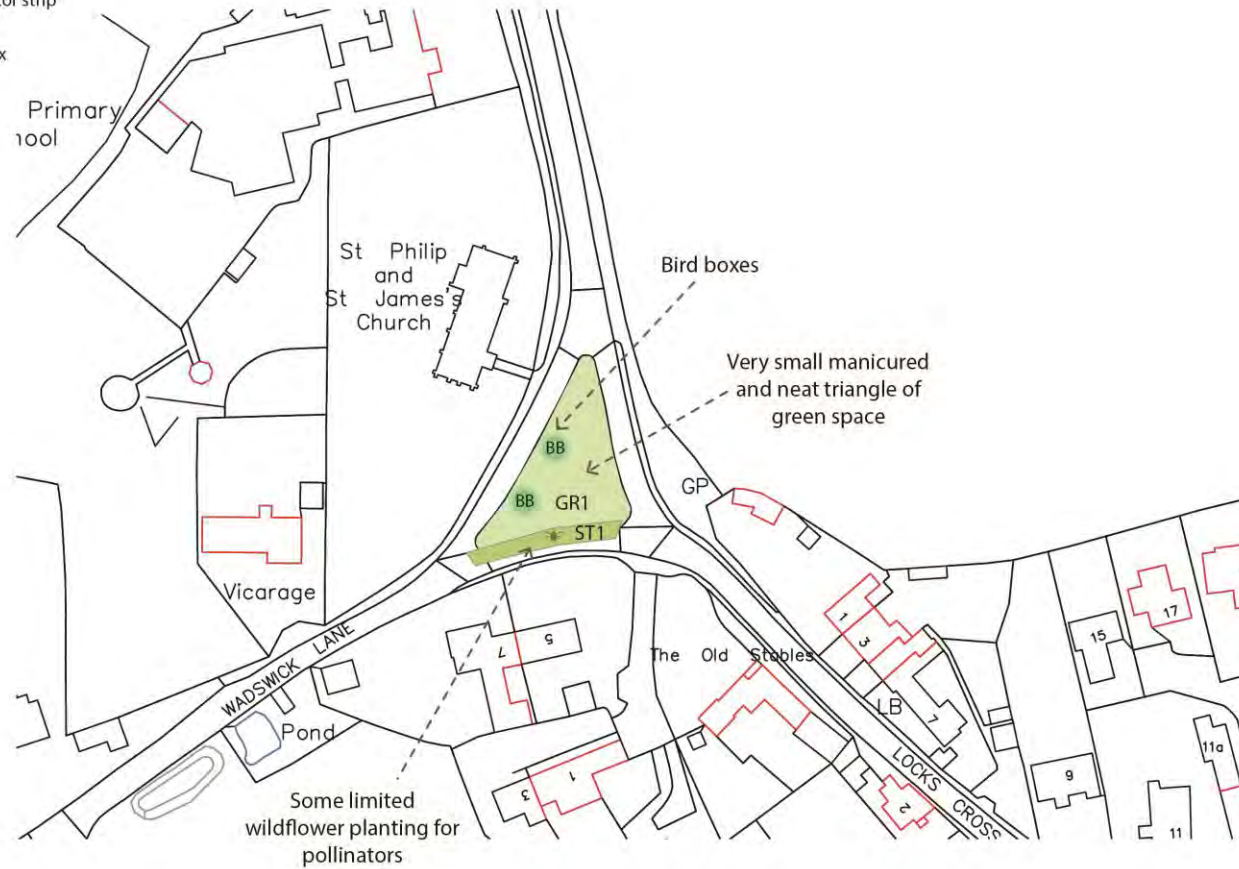 Primary
St Philip
and
St James's
Church
Bird boxes
Very small manicured
and neat triangle of
green space
BB
BB
GR1
ST1
GP
Vicarage
WADSWICK LANE
Pond
7
5
The Old Stables
1
3
LB
7
15
17
9
11a
11
LOCKS CROSS
2
1
3
Some limited
wildflower planting for
pollinators